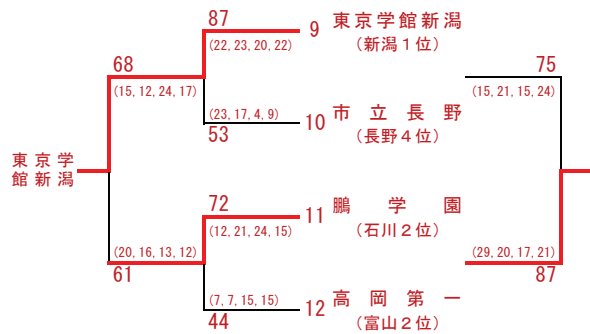 87
(22, 23, 20, 22)
9 東京学館新潟
(新潟1位)
68
(15, 12, 24, 17)
75
(15, 21, 15, 24)
(23, 17, 4, 9)
53
10 市立長野
(長野4位)
東京学
館新潟
72
(12, 21, 24, 15)
11 鵬学園
(石川2位)
(20, 16, 13, 12)
61
(29, 20, 17, 21)
87
(7, 7, 15, 15)
44
12 高岡第一
(富山2位)